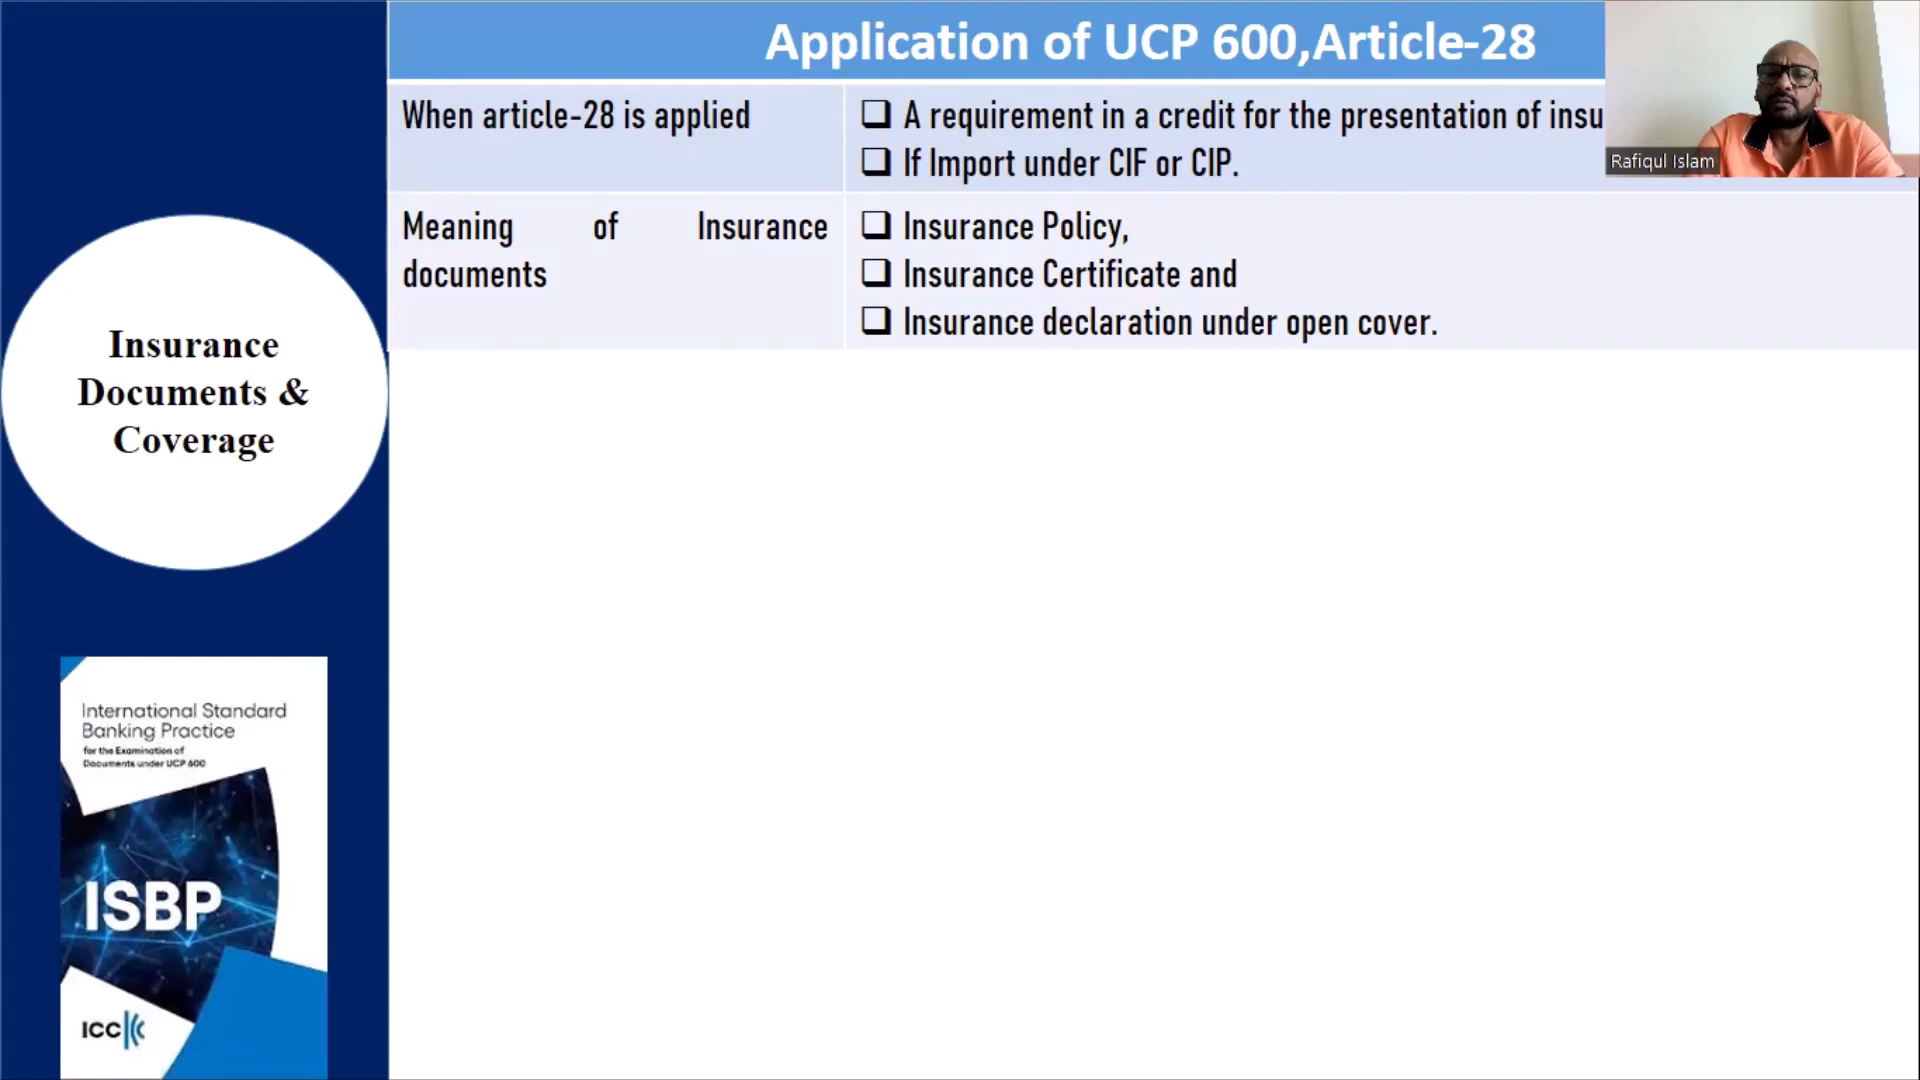 Application of UCP 600,Article-28
When article-28 is applied
❑ A requirement in a credit for the presentation of
❑ If Import under CIF or CIP.
Rafiqul Islam
Meaning of Insurance
documents
❑ Insurance Policy,
❑ Insurance Certificate and
❑ Insurance declaration under open cover.
Insurance
Documents &
Coverage
International Standard
Banking Practice
for the Examination of
Documents under UCP 600
ISBP
ICC